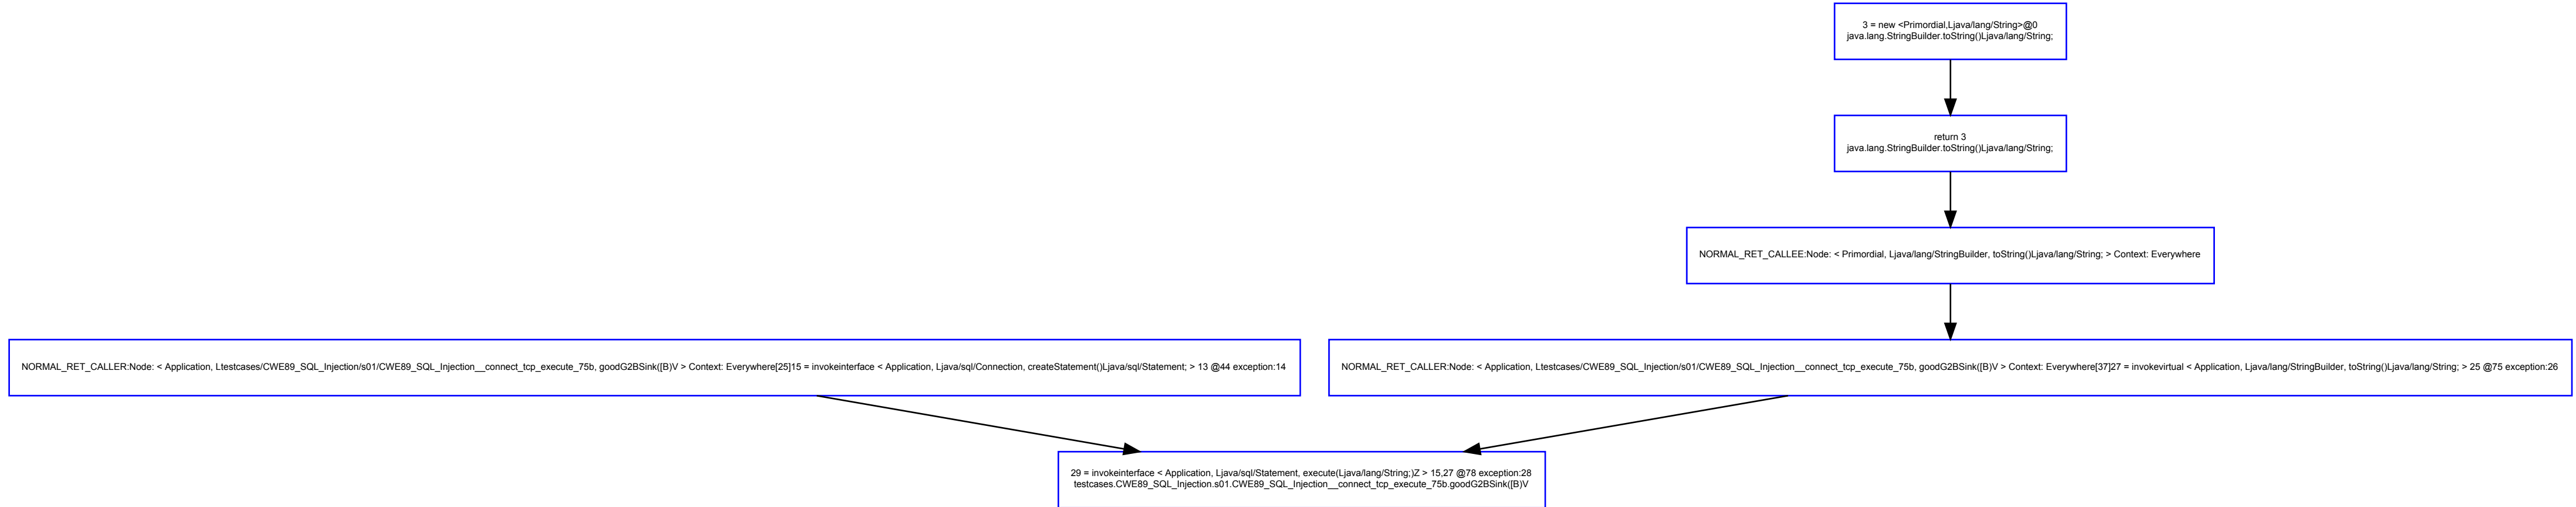 3 = new <Primordial,Ljava/lang/String>@0
java.lang.StringBuilder.toString()Ljava/lang/String;
return 3
java.lang.StringBuilder.toString()Ljava/lang/String;
NORMAL_RET_CALLEE:Node: < Primordial, Ljava/lang/StringBuilder, toString()Ljava/lang/String; > Context: Everywhere
NORMAL_RET_CALLER:Node: < Application, Ltestcases/CWE89_SQL_Injection/s01/CWE89_SQL_Injection__connect_tcp_execute_75b, goodG2BSink([B)V > Context: Everywhere[25]15 = invokeinterface < Application, Ljava/sql/Connection, createStatement()Ljava/sql/Statement; > 13 @44 exception:14
NORMAL_RET_CALLER:Node: < Application, Ltestcases/CWE89_SQL_Injection/s01/CWE89_SQL_Injection__connect_tcp_execute_75b, goodG2BSink([B)V > Context: Everywhere[37]27 = invokevirtual < Application, Ljava/lang/StringBuilder, toString()Ljava/lang/String; > 25 @75 exception:26
29 = invokeinterface < Application, Ljava/sql/Statement, execute(Ljava/lang/String;)Z > 15,27 @78 exception:28
testcases.CWE89_SQL_Injection.s01.CWE89_SQL_Injection__connect_tcp_execute_75b.goodG2BSink([B)V